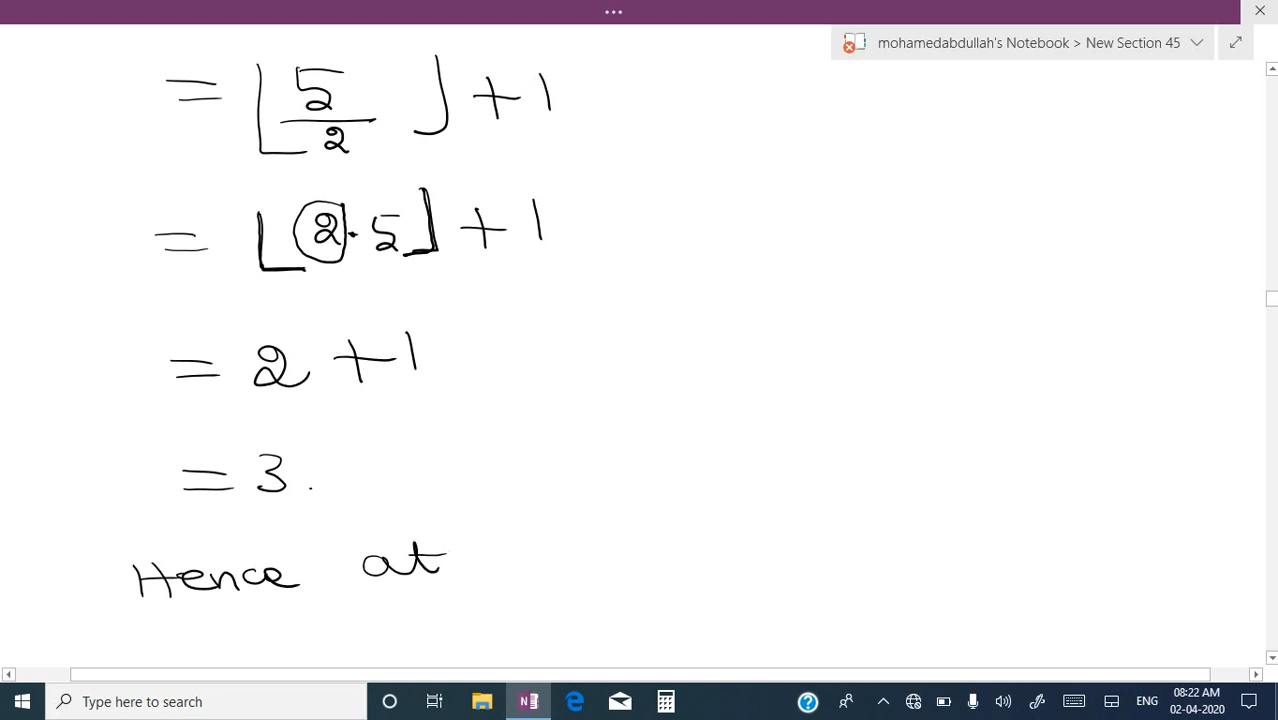 ...
mohamedabdullah's Notebook > New Section 45
= ⌊5/2⌋ + 1
= ⌊2.5⌋ + 1
= 2 + 1
= 3.
Hence at
Type here to search
ENG
08:22 AM
02-04-2020